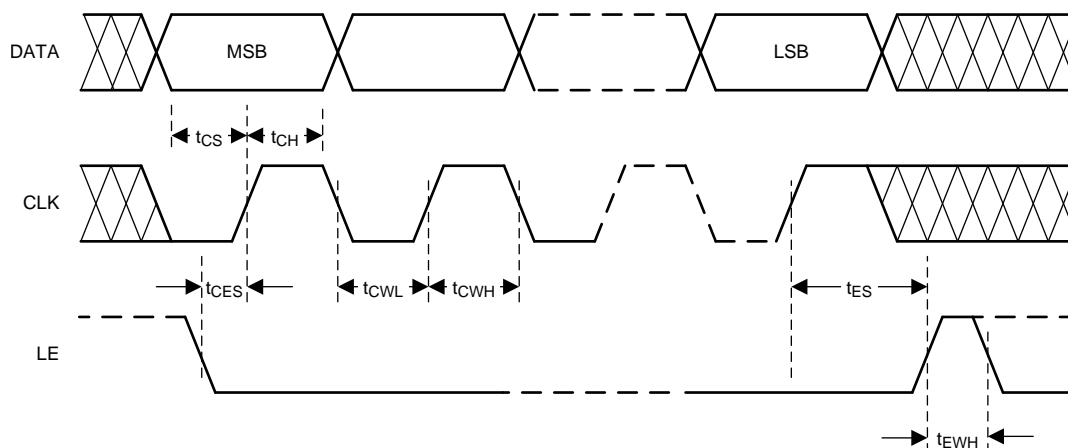 DATA
MSB
LSB
tCS
tCH
CLK
tCES
tCWL
tCWH
tES
LE
tEWH